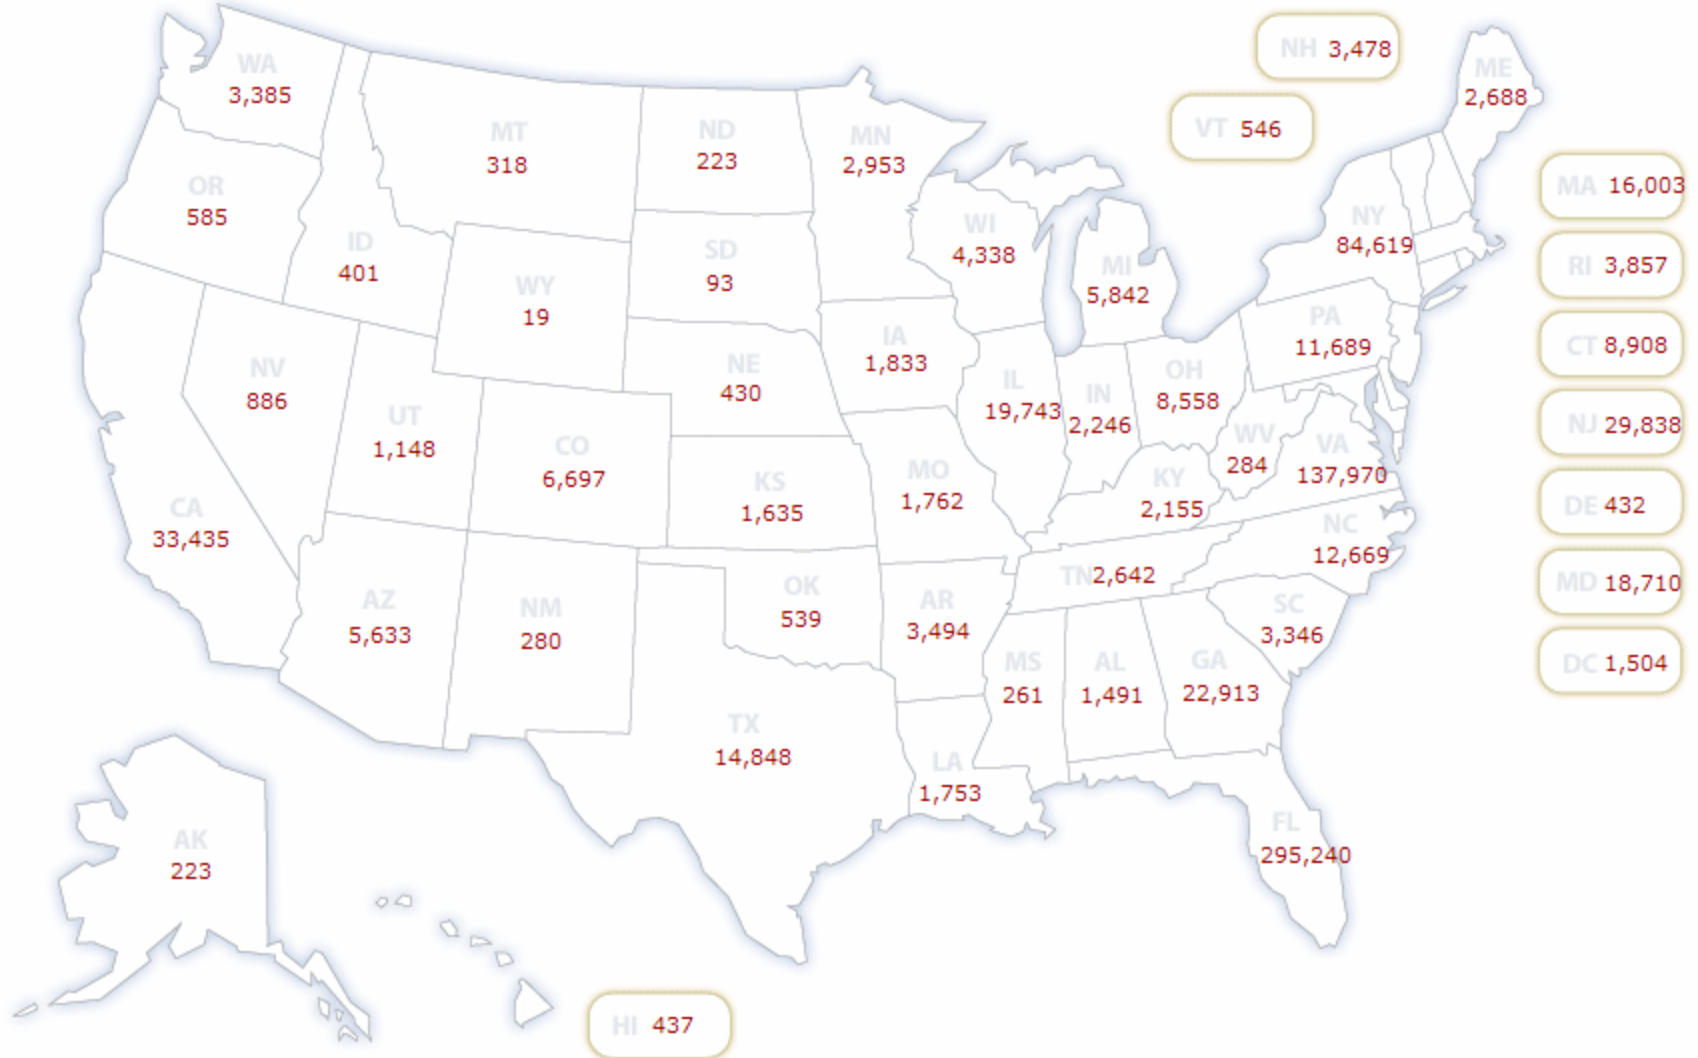 NH 3,478
WA
3,385
ME
2,688
VT 546
MT
318
ND
223
MN
2,953
MA 16,003
OR
585
NY
84,619
WI
4,338
ID
401
SD
93
RI 3,857
MI
5,842
WY
19
PA
11,689
CT 8,908
IA
1,833
NV
886
NE
430
OH
8,558
IL
19,743
IN
2,246
NJ 29,838
UT
1,148
CO
6,697
WV
284
VA
137,970
MO
1,762
KS
1,635
KY
2,155
DE 432
CA
33,435
NC
12,669
TN 2,642
MD 18,710
AZ
5,633
NM
280
OK
539
AR
3,494
SC
3,346
DC 1,504
MS
261
AL
1,491
GA
22,913
TX
14,848
LA
1,753
FL
295,240
AK
223
HI 437